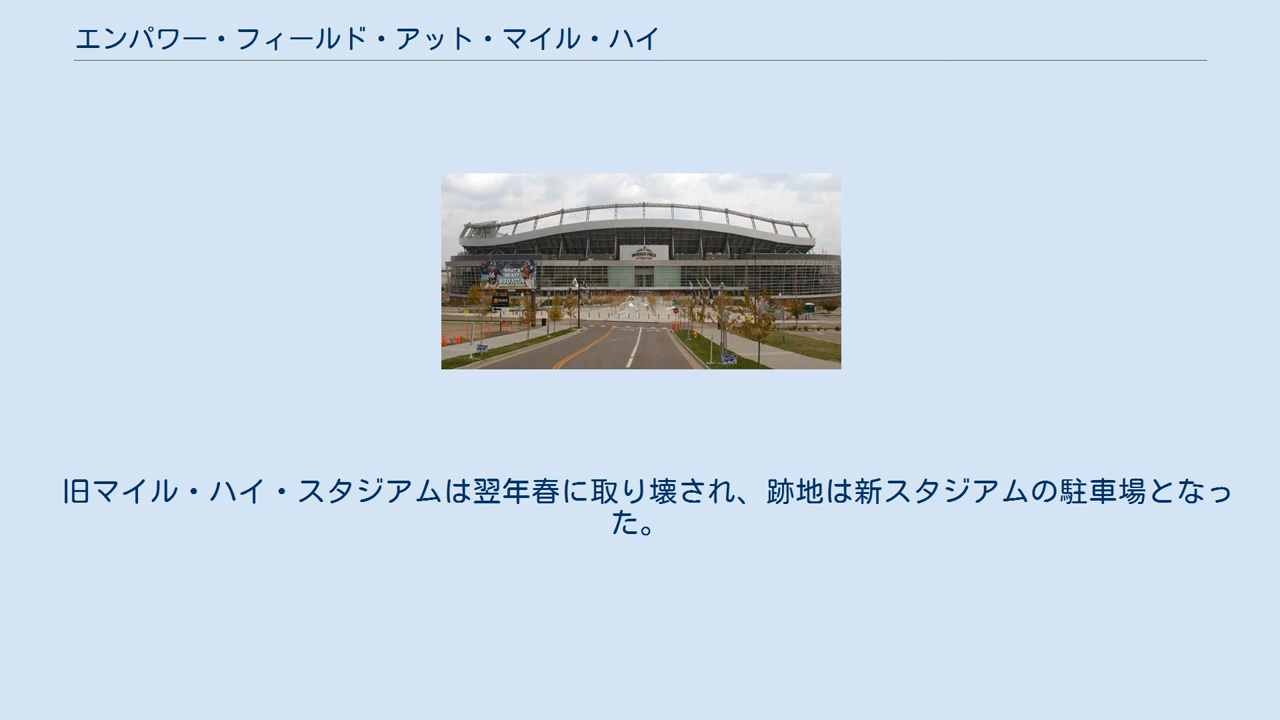 エンパワー・フィールド・アット・マイル・ハイ
旧マイル・ハイ・スタジアムは翌年春に取り壊され、跡地は新スタジアムの駐車場となっ
た。